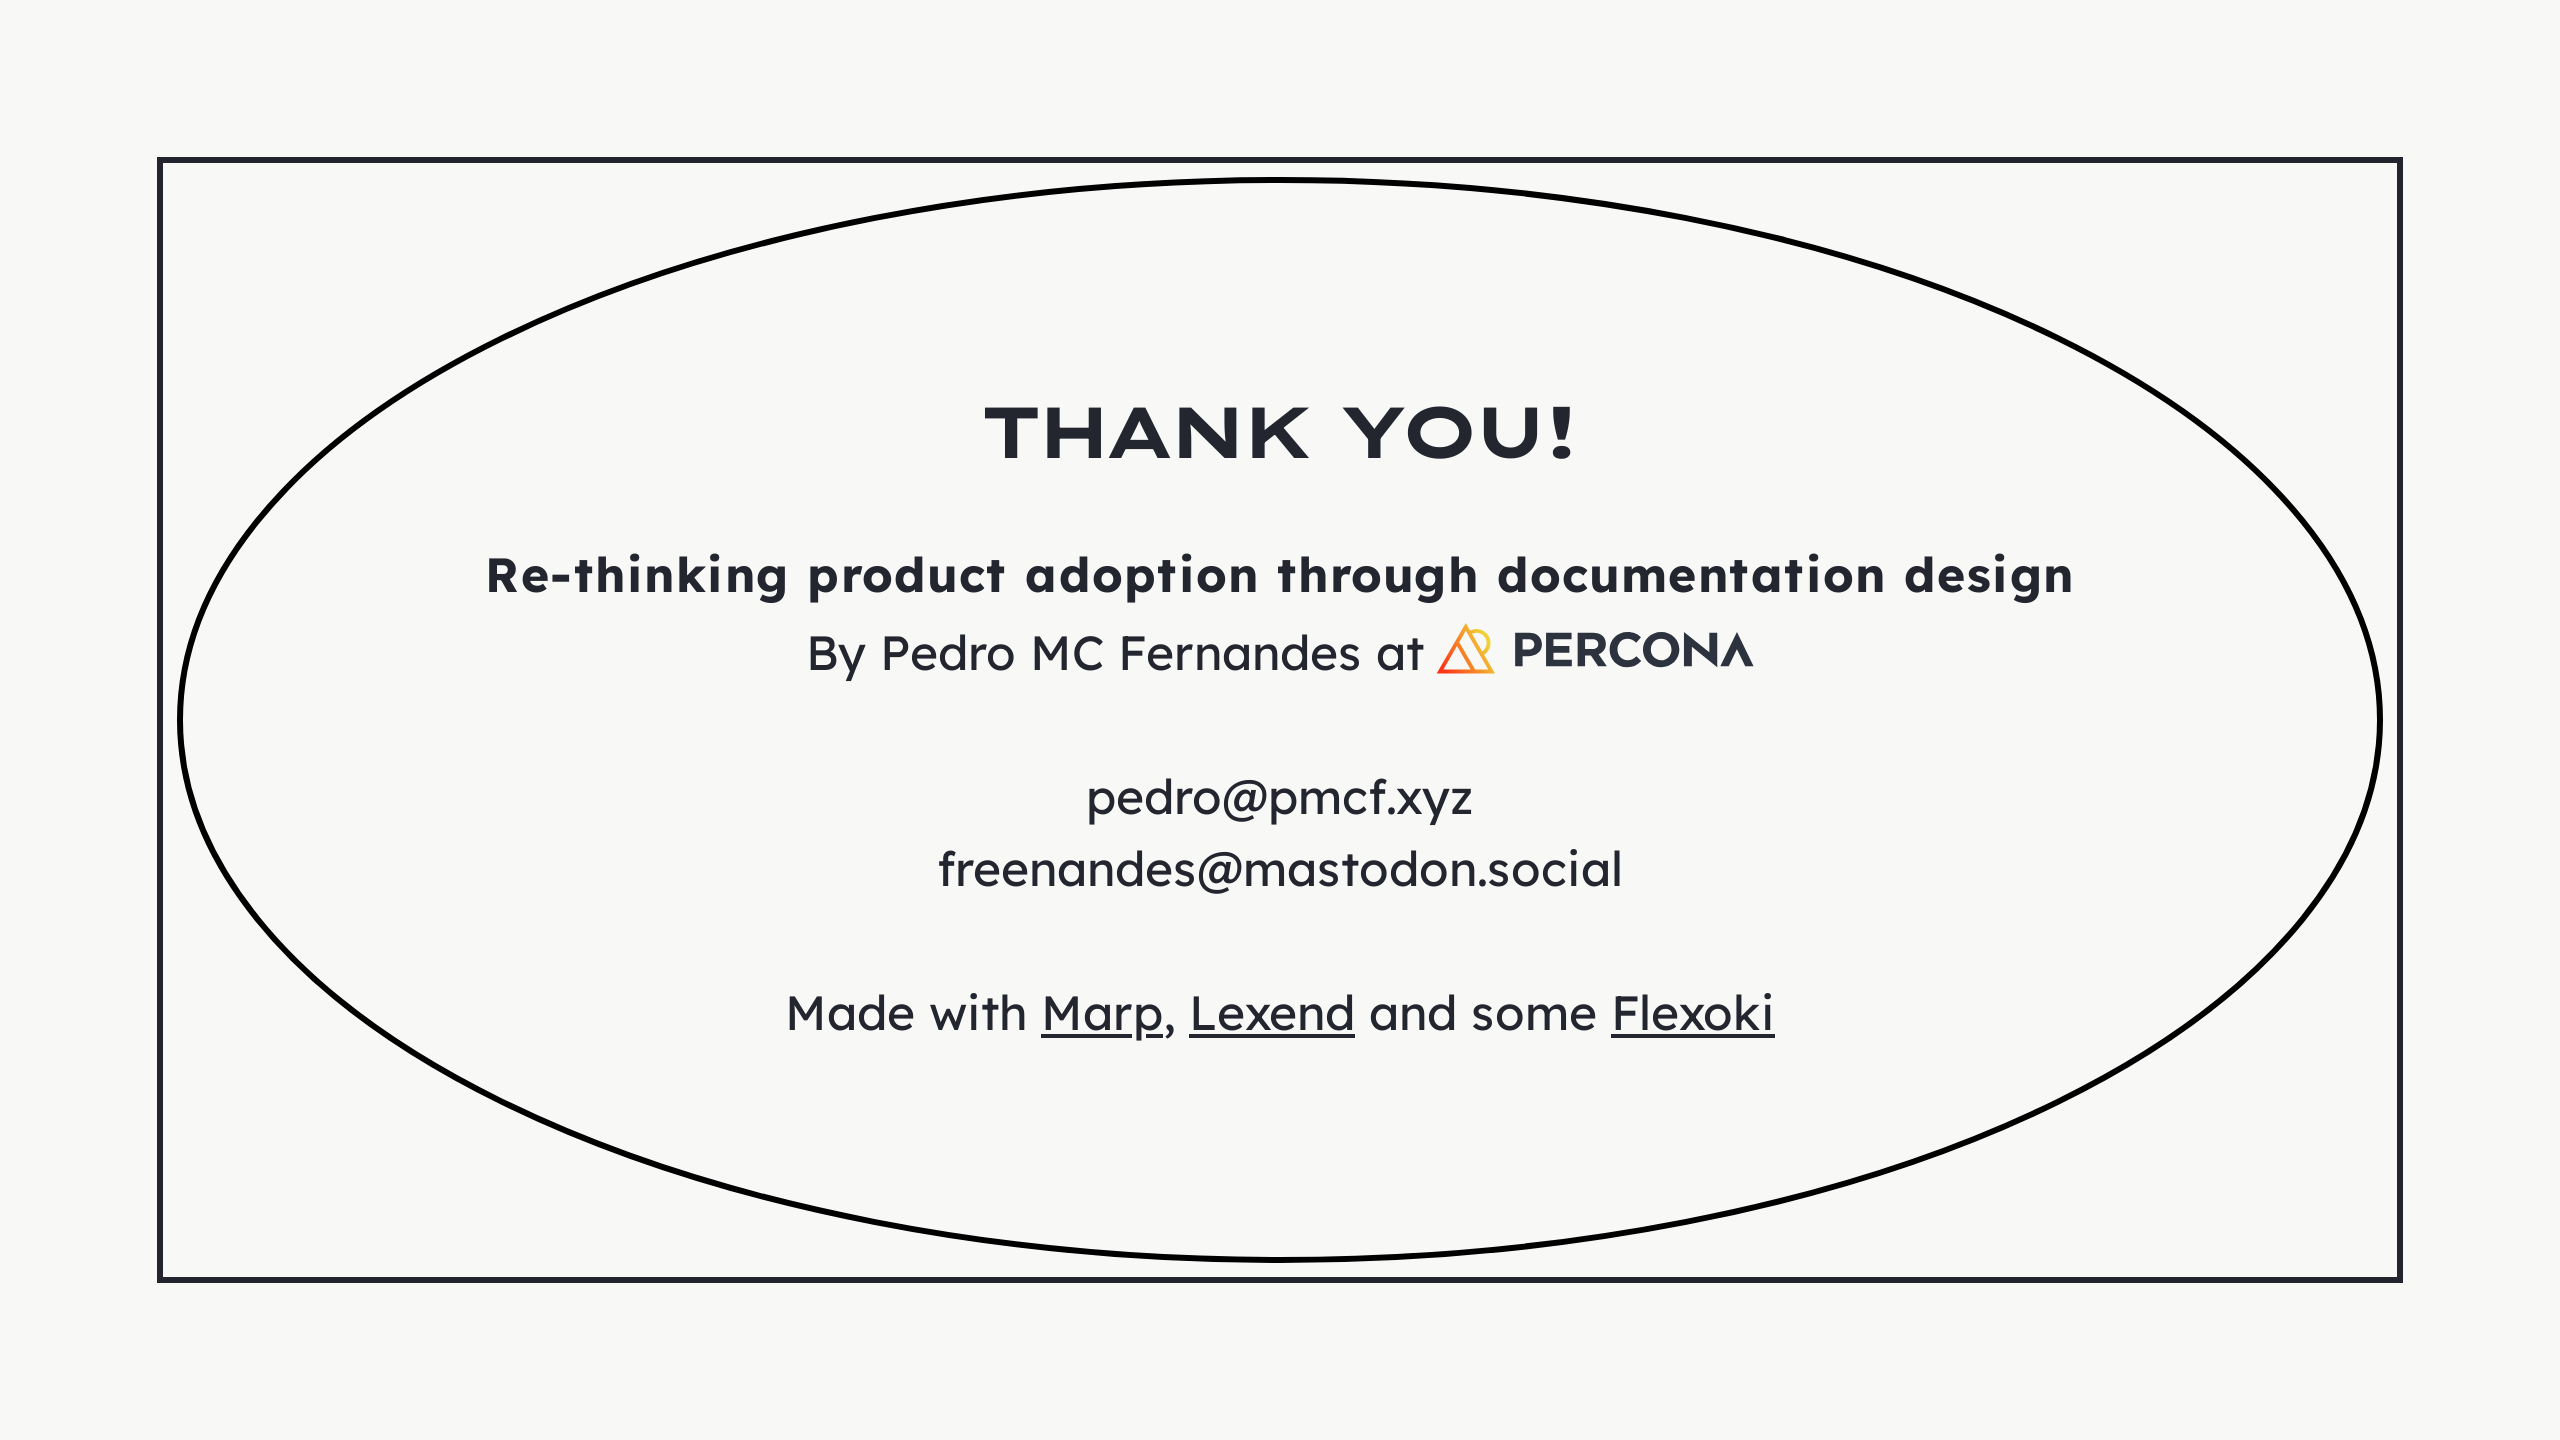 THANK YOU!
Re-thinking product adoption through documentation design
By Pedro MC Fernandes at PERCONA
pedro@pmcf.xyz
freenandes@mastodon.social
Made with Marp, Lexend and some Flexoki